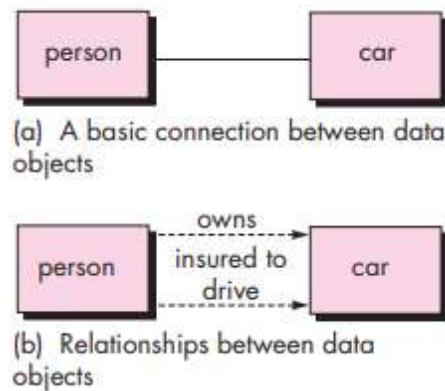 person
car
(a) A basic connection between data
objects
owns
person
insured to
drive
car
(b) Relationships between data
objects